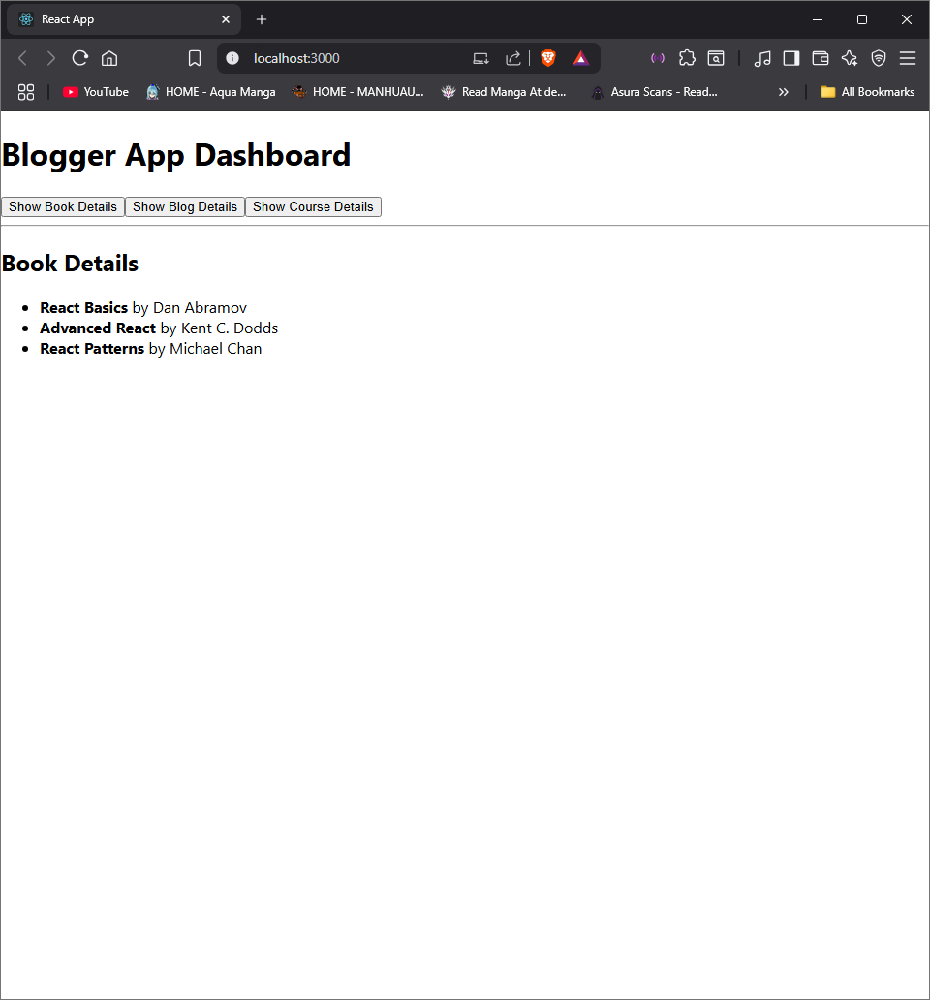 React App
localhost:3000
YouTube HOME - Aqua Manga HOME - MANHUAU... Read Manga At de... Asura Scans - Read... All Bookmarks
Blogger App Dashboard
Show Book Details Show Blog Details Show Course Details
Book Details
• React Basics by Dan Abramov
• Advanced React by Kent C. Dodds
• React Patterns by Michael Chan